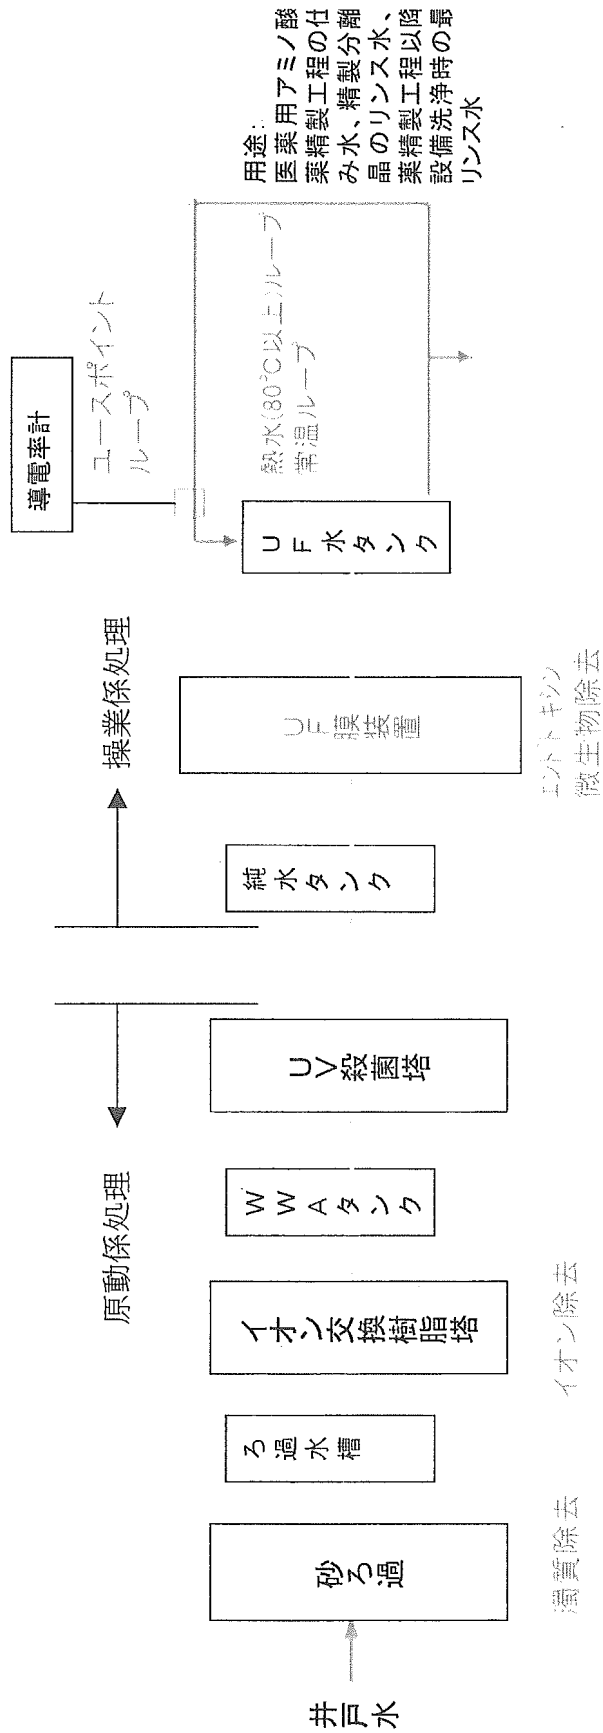 井戸水
砂ろ過
濁質除去
ろ過水槽
イオン交換樹脂塔
イオン除去
WWAタンク
UV殺菌塔
原動係処理
操業係処理
純水タンク
UF膜装置
エンドトキシン
微生物除去
UF水タンク
導電率計
ユースポイント
ループ
熱水(80℃以上)ループ
常温ループ
用途:
医薬用アミノ酸
薬精製工程の仕
み水、精製分離
晶のリンス水、
薬精製工程以降
設備洗浄時の最
リンス水